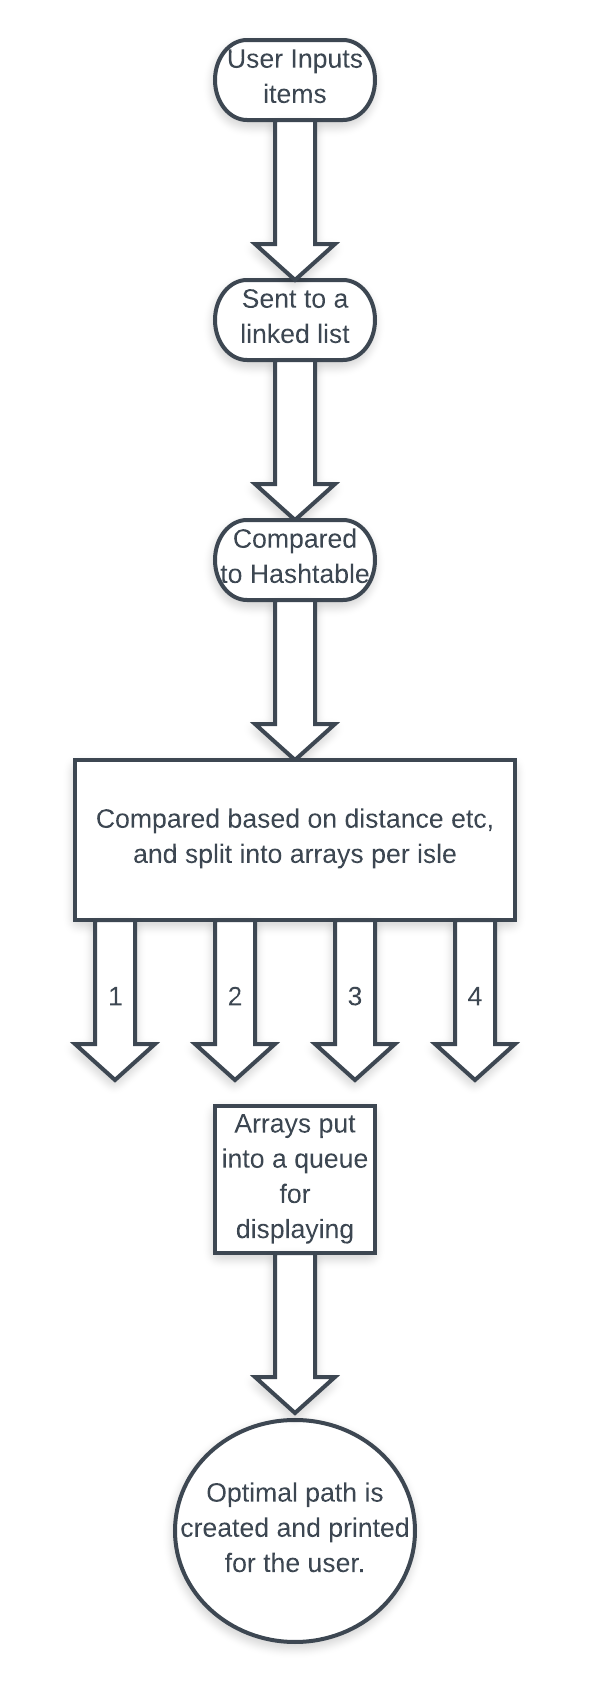 User Inputs
items
Sent to a
linked list
Compared
to Hashtable
Compared based on distance etc,
and split into arrays per isle
1
2
3
4
Arrays put
into a queue
for
displaying
Optimal path is
created and printed
for the user.